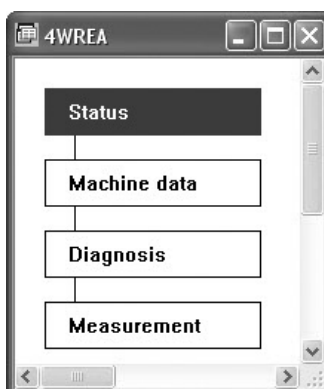 4WREA
Status
Machine data
Diagnosis
Measurement